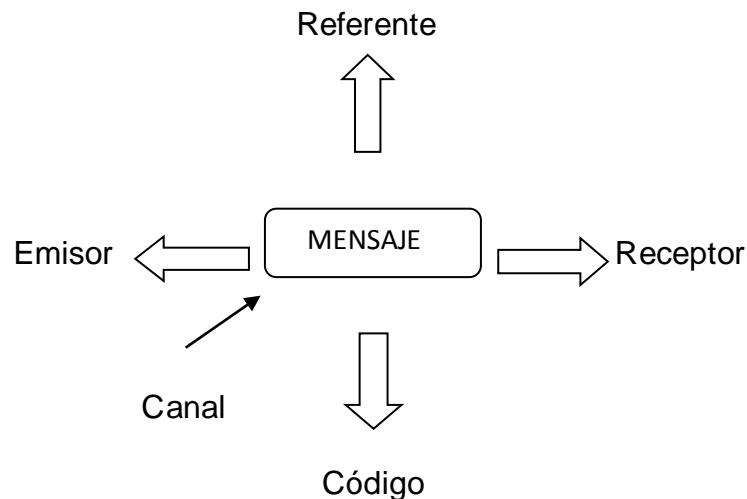 Referente
MENSAJE
Emisor
Receptor
Canal
Código